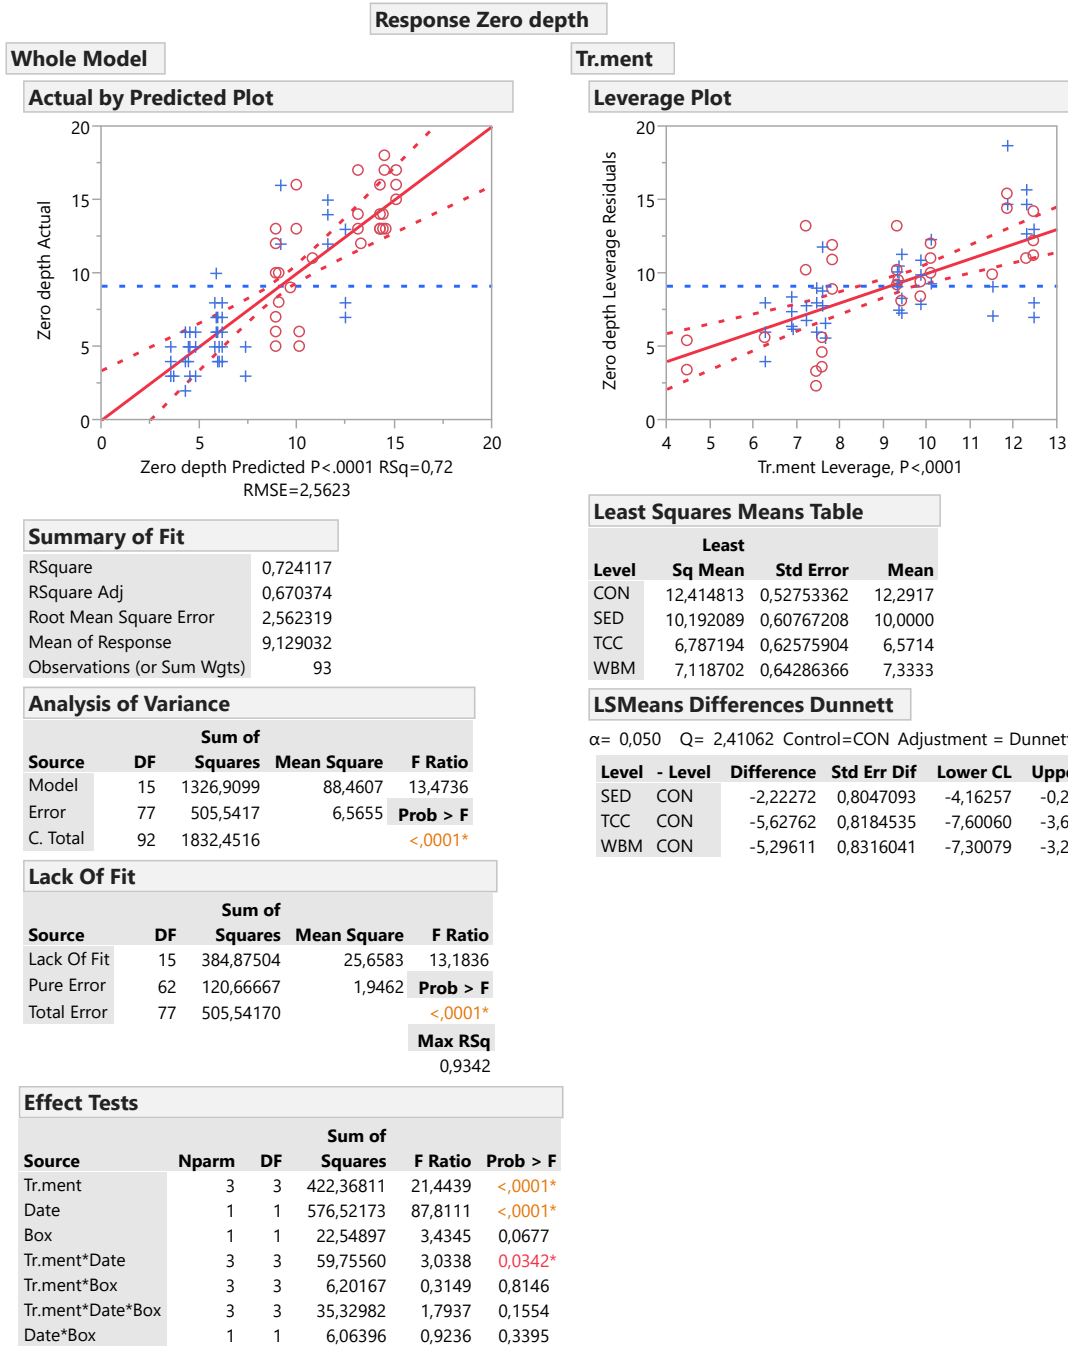 Response Zero depth
Whole Model
Actual by Predicted Plot
20
15
10
5
0
Zero depth Actual
0 5 10 15 20
Zero depth Predicted P<.0001 RSq=0,72
RMSE=2,5623
Summary of Fit
RSquare 0,724117
RSquare Adj 0,670374
Root Mean Square Error 2,562319
Mean of Response 9,129032
Observations (or Sum Wgts) 93
Analysis of Variance
Sum of
Source DF Squares Mean Square F Ratio
Model 15 1326,9099 88,4607 13,4736
Error 77 505,5417 6,5655 Prob > F
C. Total 92 1832,4516 <,0001*
Lack Of Fit
Sum of
Source DF Squares Mean Square F Ratio
Lack Of Fit 15 384,87504 25,6583 13,1836
Pure Error 62 120,66667 1,9462 Prob > F
Total Error 77 505,54170 <,0001*
Max RSq
0,9342
Effect Tests
Sum of
Source Nparm DF Squares F Ratio Prob > F
Tr.ment 3 3 422,36811 21,4439 <,0001*
Date 1 1 576,52173 87,8111 <,0001*
Box 1 1 22,54897 3,4345 0,0677
Tr.ment*Date 3 3 59,75560 3,0338 0,0342*
Tr.ment*Box 3 3 6,20167 0,3149 0,8146
Tr.ment*Date*Box 3 3 35,32982 1,7937 0,1554
Date*Box 1 1 6,06396 0,9236 0,3395
Tr.ment
Leverage Plot
20
15
10
5
0
Zero depth Leverage Residuals
4 5 6 7 8 9 10 11 12 13
Tr.ment Leverage, P<,0001
Least Squares Means Table
Least
Level Sq Mean Std Error Mean
CON 12,414813 0,52753362 12,2917
SED 10,192089 0,60767208 10,0000
TCC 6,787194 0,62575904 6,5714
WBM 7,118702 0,64286366 7,3333
LSMeans Differences Dunnett
α= 0,050 Q= 2,41062 Control=CON Adjustment = Dunnett
Level - Level Difference Std Err Dif Lower CL Uppe
SED CON -2,22272 0,8047093 -4,16257 -0,2
TCC CON -5,62762 0,8184535 -7,60060 -3,6
WBM CON -5,29611 0,8316041 -7,30079 -3,2